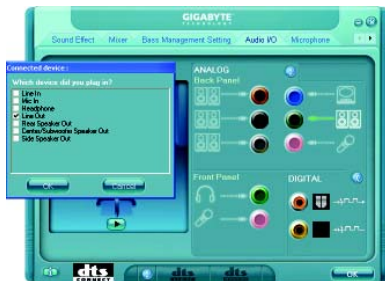 GIGABYTE
TECHNOLOGY
Sound Effect
Mixer
Bass Management Setting
Audio I/O
Microphone
Connected device :
Which device did you plug in?
Line In
Mic In
Headphone
Line Out
Rear Speaker Out
Center/Subwoofer Speaker Out
Side Speaker Out
OK
Cancel
ANALOG
Back Panel
Front Panel
DIGITAL
dts
CONNECT
dts
dts
OK